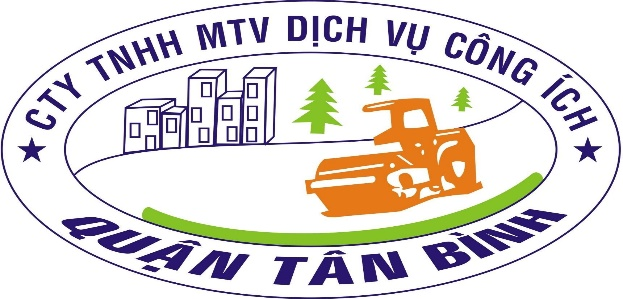 CTY TNHH MTV DỊCH VỤ CÔNG ÍCH
QUẬN TÂN BÌNH